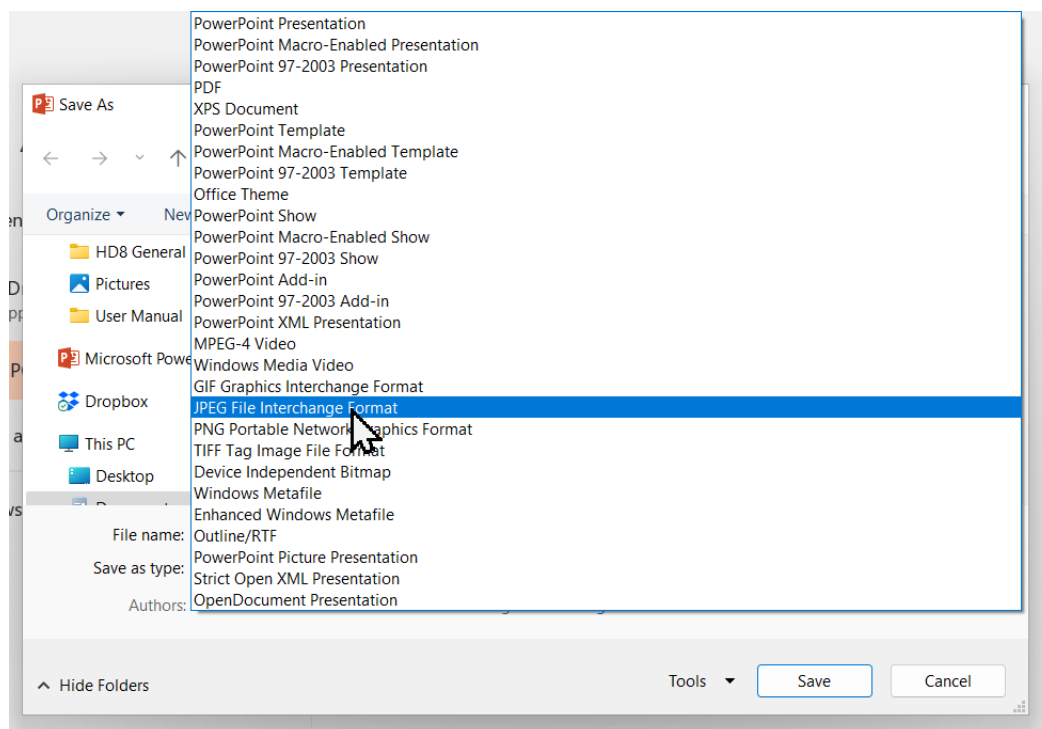 PowerPoint Presentation
PowerPoint Macro-Enabled Presentation
PowerPoint 97-2003 Presentation
PDF
XPS Document
PowerPoint Template
PowerPoint Macro-Enabled Template
PowerPoint 97-2003 Template
Office Theme
PowerPoint Show
PowerPoint Macro-Enabled Show
PowerPoint 97-2003 Show
PowerPoint Add-in
PowerPoint 97-2003 Add-in
PowerPoint XML Presentation
MPEG-4 Video
Windows Media Video
GIF Graphics Interchange Format
JPEG File Interchange Format
PNG Portable Network Graphics Format
TIFF Tag Image File Format
Device Independent Bitmap
Windows Metafile
Enhanced Windows Metafile
Outline/RTF
PowerPoint Picture Presentation
Strict Open XML Presentation
OpenDocument Presentation
Save As
Organize
New
HD8 General
Pictures
User Manual
Microsoft Powe
Dropbox
This PC
Desktop
File name:
Save as type:
Authors:
Hide Folders
Tools
Save
Cancel